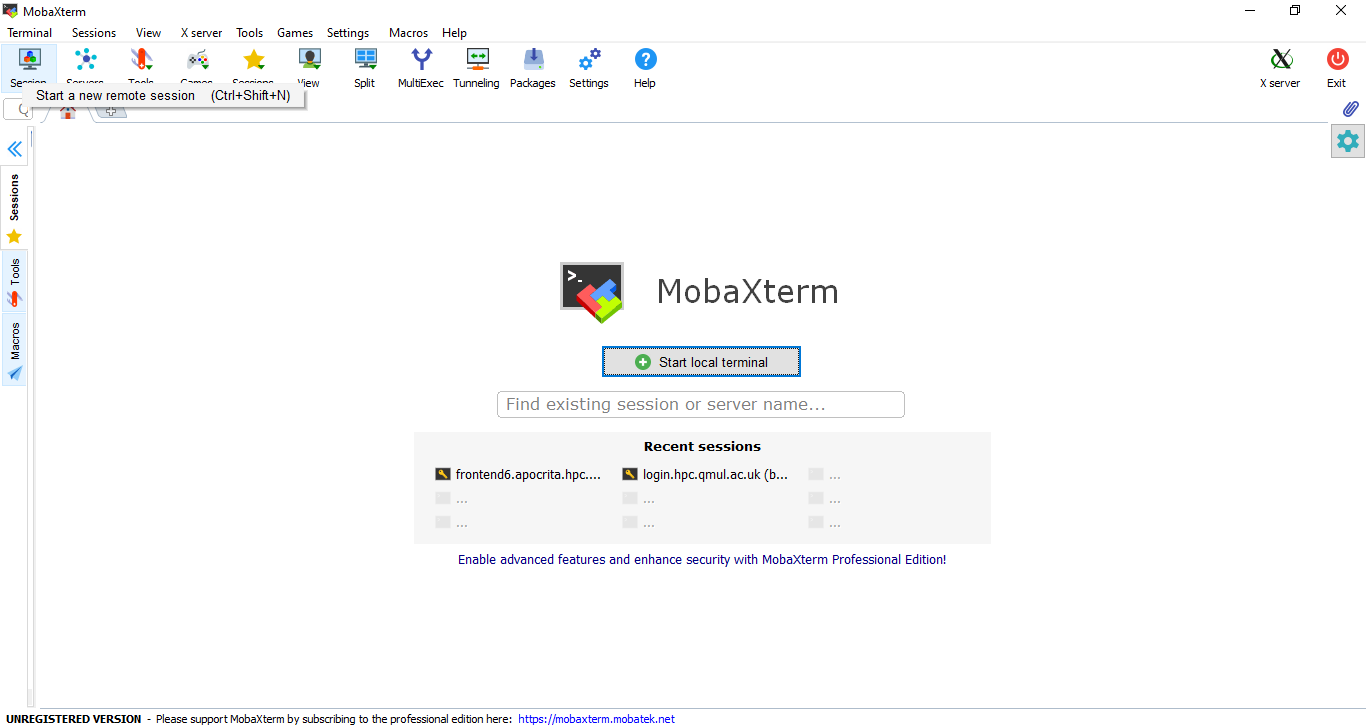 MobaXterm
Terminal Sessions View X server Tools Games Settings Macros Help
Session Servers Tools Games Sessions View Split MultiExec Tunneling Packages Settings Help X server Exit
Start a new remote session (Ctrl+Shift+N)
Sessions
Tools
Macros
>_
MobaXterm
Start local terminal
Find existing session or server name...
Recent sessions
frontend6.apocrita.hpc.... login.hpc.qmul.ac.uk (b... ...
... ... ...
... ... ...
Enable advanced features and enhance security with MobaXterm Professional Edition!
UNREGISTERED VERSION - Please support MobaXterm by subscribing to the professional edition here: https://mobaxterm.mobatek.net